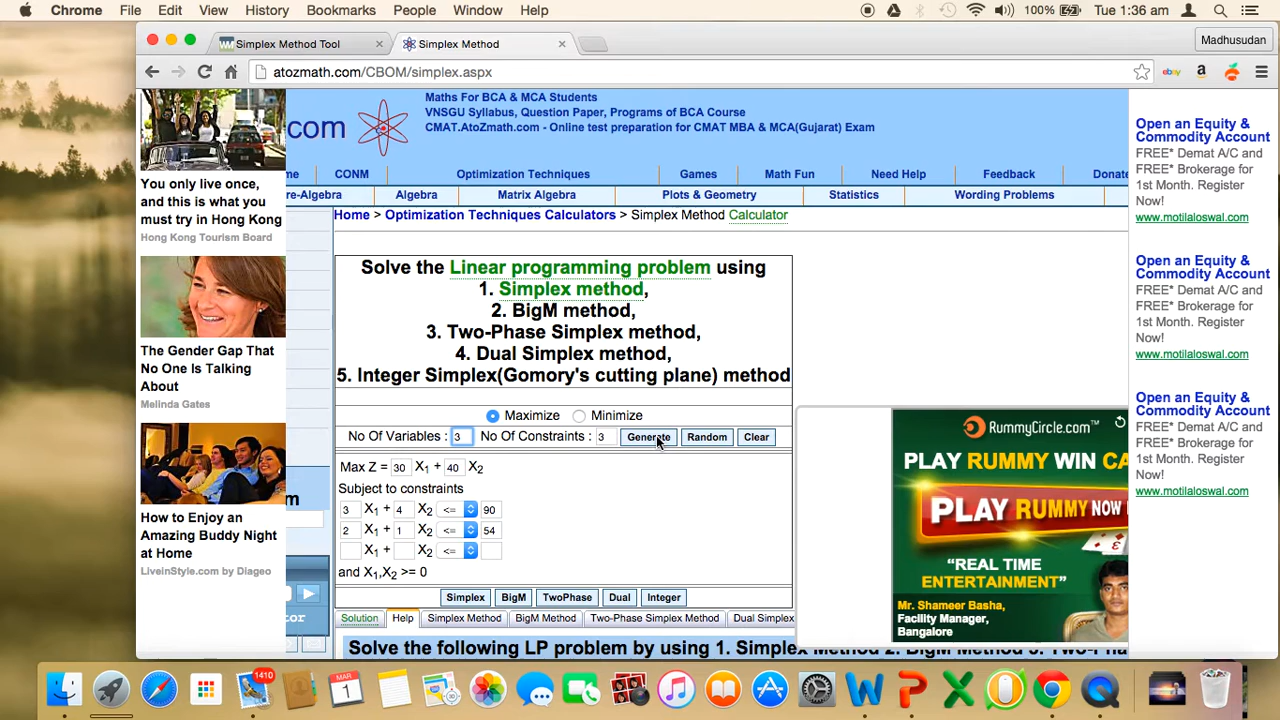 Chrome File Edit View History Bookmarks People Window Help 100% Tue 1:36 am
Simplex Method Tool Simplex Method Madhusudan
atozmath.com/CBOM/simplex.aspx ebay a
Maths For BCA & MCA Students
VNSGU Syllabus, Question Paper, Programs of BCA Course
CMAT.AtoZmath.com - Online test preparation for CMAT MBA & MCA(Gujarat) Exam
com
me CONM Optimization Techniques Games Math Fun Need Help Feedback Donate
re-Algebra Algebra Matrix Algebra Plots & Geometry Statistics Wording Problems
Home > Optimization Techniques Calculators > Simplex Method Calculator
You only live once,
and this is what you
must try in Hong Kong
Hong Kong Tourism Board
The Gender Gap That
No One Is Talking
About
Melinda Gates
How to Enjoy an
Amazing Buddy Night
at Home
LiveinStyle.com by Diageo
m
tor
Solve the Linear programming problem using
1. Simplex method,
2. BigM method,
3. Two-Phase Simplex method,
4. Dual Simplex method,
5. Integer Simplex(Gomory's cutting plane) method
Maximize Minimize
No Of Variables : 3 No Of Constraints : 3 Generate Random Clear
Max Z = 30 X1 + 40 X2
Subject to constraints
3 X1 + 4 X2 <= 90
2 X1 + 1 X2 <= 54
X1 + X2 <=
and X1,X2 >= 0
Simplex BigM TwoPhase Dual Integer
Solution Help Simplex Method BigM Method Two-Phase Simplex Method Dual Simplex
Solve the following LP problem by using 1. Simplex Method 2. BigM Method 3. Two-Pha
RummyCircle.com™
PLAY RUMMY WIN CA
PLAY RUMMY NOW
"REAL TIME
ENTERTAINMENT"
Mr. Shameer Basha,
Facility Manager,
Bangalore
Open an Equity &
Commodity Account
FREE* Demat A/C and
FREE* Brokerage for
1st Month. Register
Now!
www.motilaloswal.com
Open an Equity &
Commodity Account
FREE* Demat A/C and
FREE* Brokerage for
1st Month. Register
Now!
www.motilaloswal.com
Open an Equity &
Commodity Account
FREE* Demat A/C and
FREE* Brokerage for
1st Month. Register
Now!
www.motilaloswal.com
1410
MAR
1